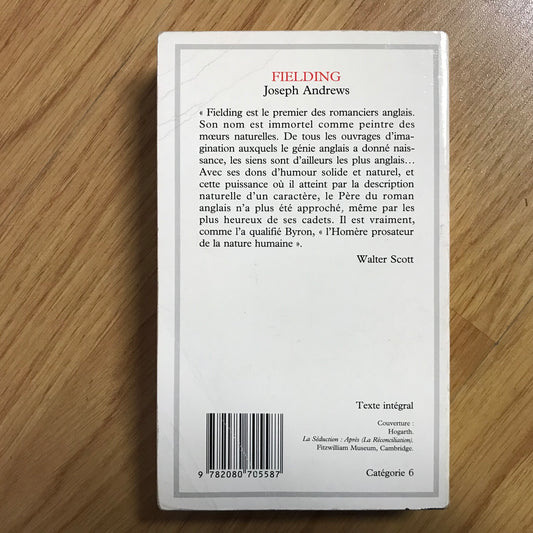 FIELDING
Joseph Andrews
« Fielding est le premier des romanciers anglais.
Son nom est immortel comme peintre des
mœurs naturelles. De tous les ouvrages d'ima-
gination auxquels le génie anglais a donné nais-
sance, les siens sont d'ailleurs les plus anglais...
Avec ses dons d'humour solide et naturel, et
cette puissance où il atteint par la description
naturelle d'un caractère, le Père du roman
anglais n'a plus été approché, même par les
plus heureux de ses cadets. Il est vraiment,
comme l'a qualifié Byron, « l'Homère prosateur
de la nature humaine ».
Walter Scott
Texte intégral
Couverture :
Hogarth.
La Séduction : Après (La Réconciliation).
Fitzwilliam Museum, Cambridge.
9 782080 705587
Catégorie 6